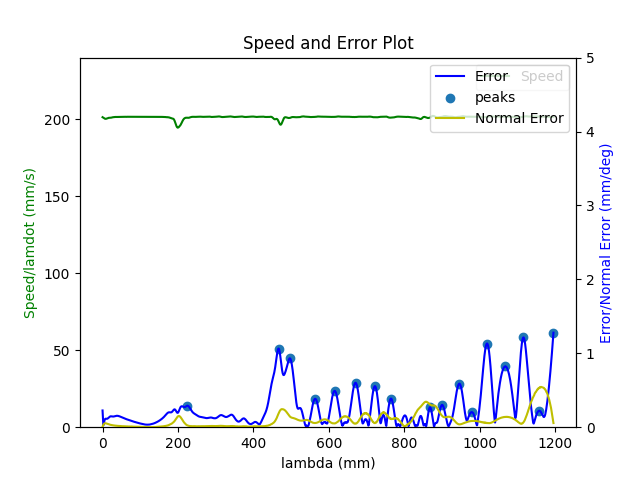 Speed and Error Plot
Speed/lamdot (mm/s)
200
150
100
50
0
0
200
400
600
800
1000
1200
lambda (mm)
5
4
3
2
1
0
Error/Normal Error (mm/deg)
Speed
Error
peaks
Normal Error